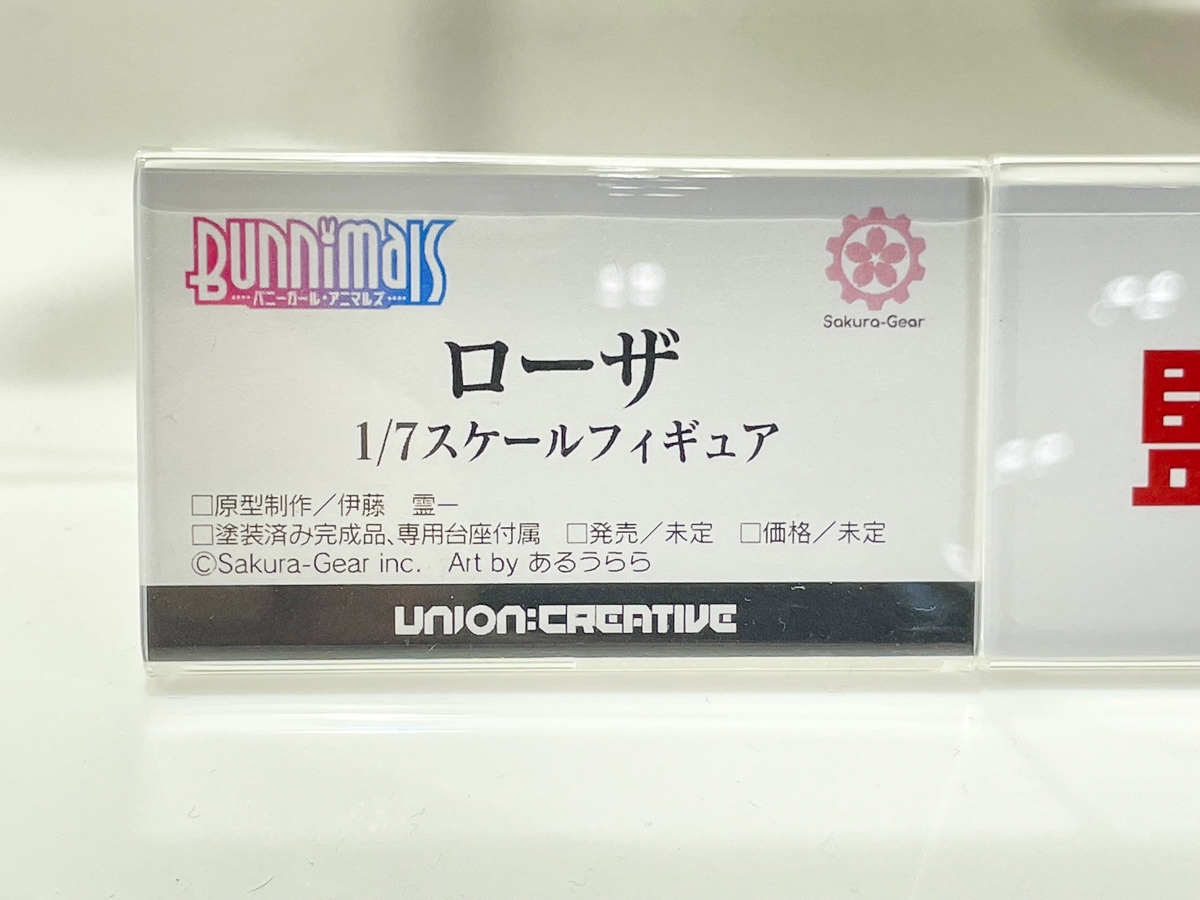 Bunnimals
バニーガール・アニマルズ
Sakura-Gear
ローザ
1/7スケールフィギュア
□原型制作／伊藤　霊一
□塗装済み完成品、専用台座付属　□発売／未定　□価格／未定
©Sakura-Gear inc.　Art by あるうらら
UNION:CREATIVE